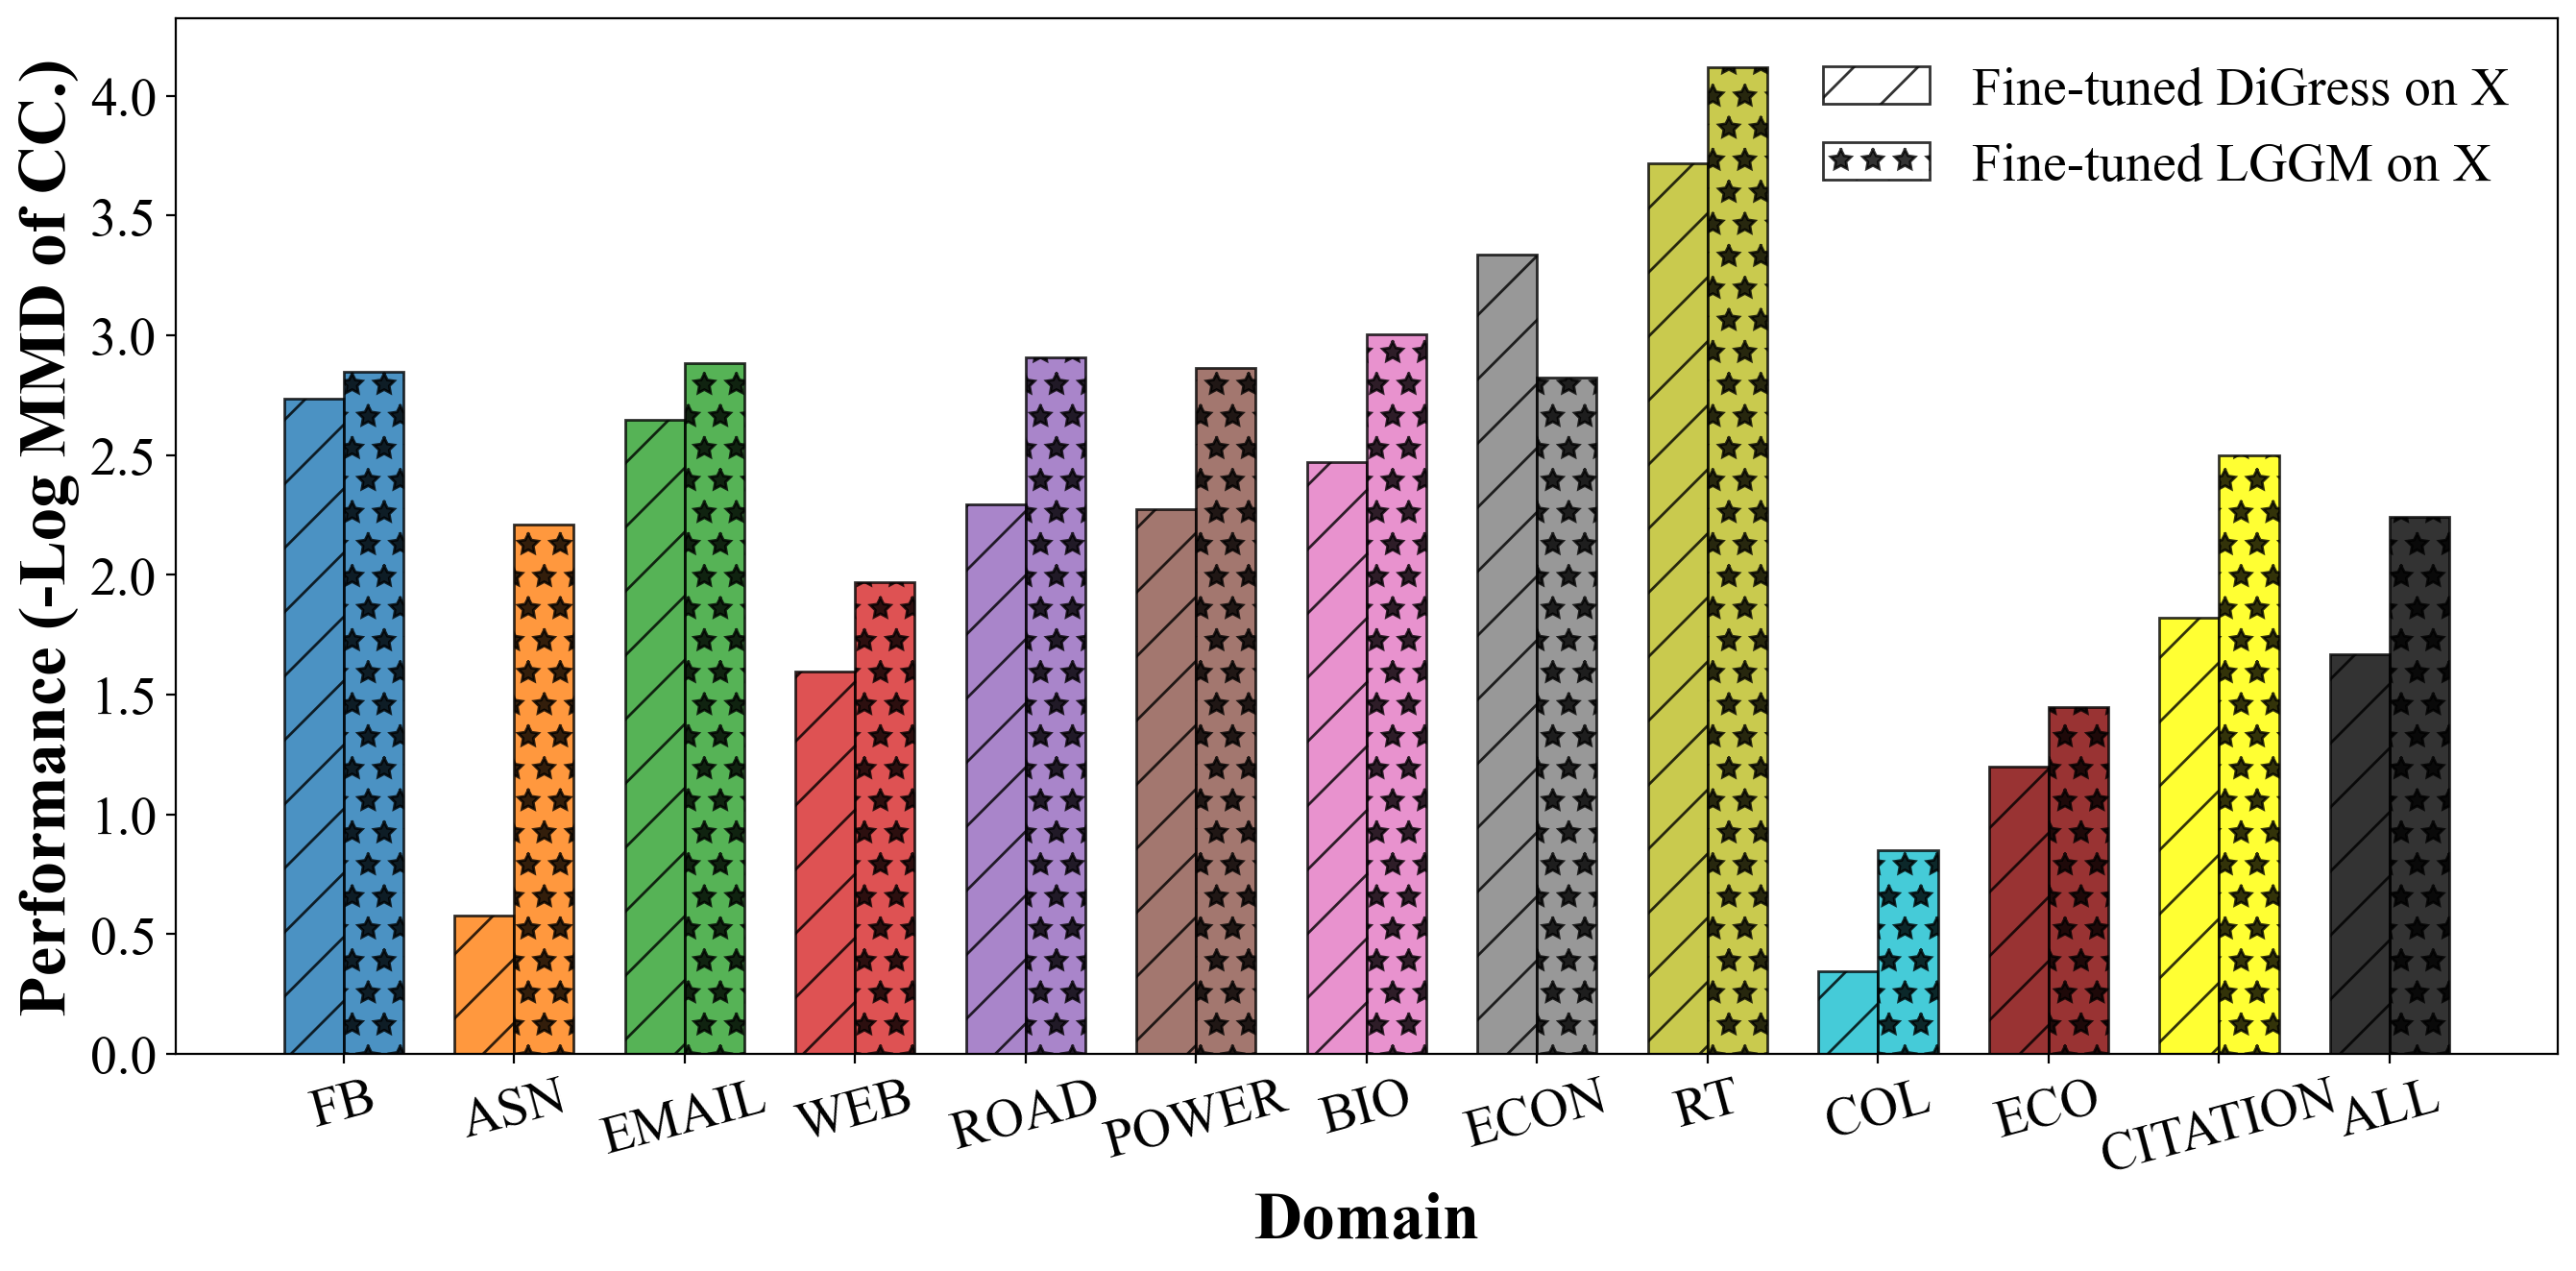 Performance (-Log MMD of CC.)
4.0
3.5
3.0
2.5
2.0
1.5
1.0
0.5
0.0
Fine-tuned DiGress on X
Fine-tuned LGGM on X
FB ASN EMAIL WEB ROAD POWER BIO ECON RT COL ECO CITATION ALL
Domain